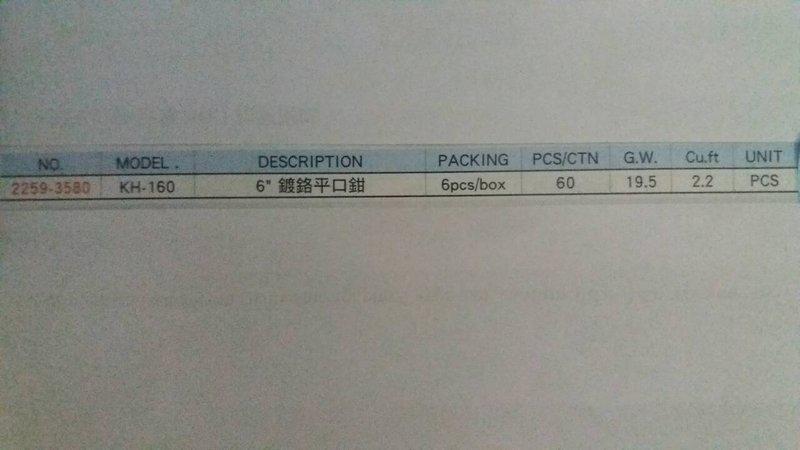 NO. MODEL . DESCRIPTION PACKING PCS/CTN G.W. Cu.ft UNIT
2259-3580 KH-160 6" 鍍鉻平口鉗 6pcs/box 60 19.5 2.2 PCS